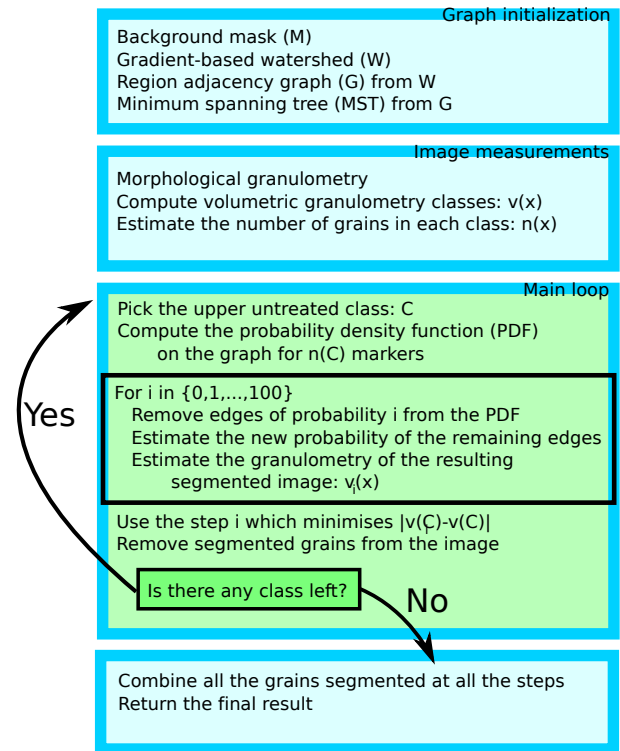 Graph initialization
Background mask (M)
Gradient-based watershed (W)
Region adjacency graph (G) from W
Minimum spanning tree (MST) from G
Image measurements
Morphological granulometry
Compute volumetric granulometry classes: v(x)
Estimate the number of grains in each class: n(x)
Main loop
Pick the upper untreated class: C
Compute the probability density function (PDF)
on the graph for n(C) markers
For i in {0,1,...,100}
Remove edges of probability i from the PDF
Estimate the new probability of the remaining edges
Estimate the granulometry of the resulting
segmented image: vᵢ(x)
Use the step i which minimises |v(Cᵢ)-v(C)|
Remove segmented grains from the image
Is there any class left?
Yes
No
Combine all the grains segmented at all the steps
Return the final result